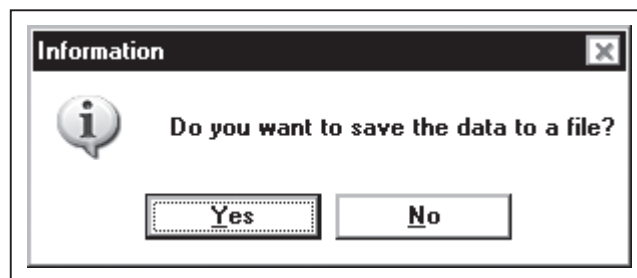 Information
Do you want to save the data to a file?
Yes
No